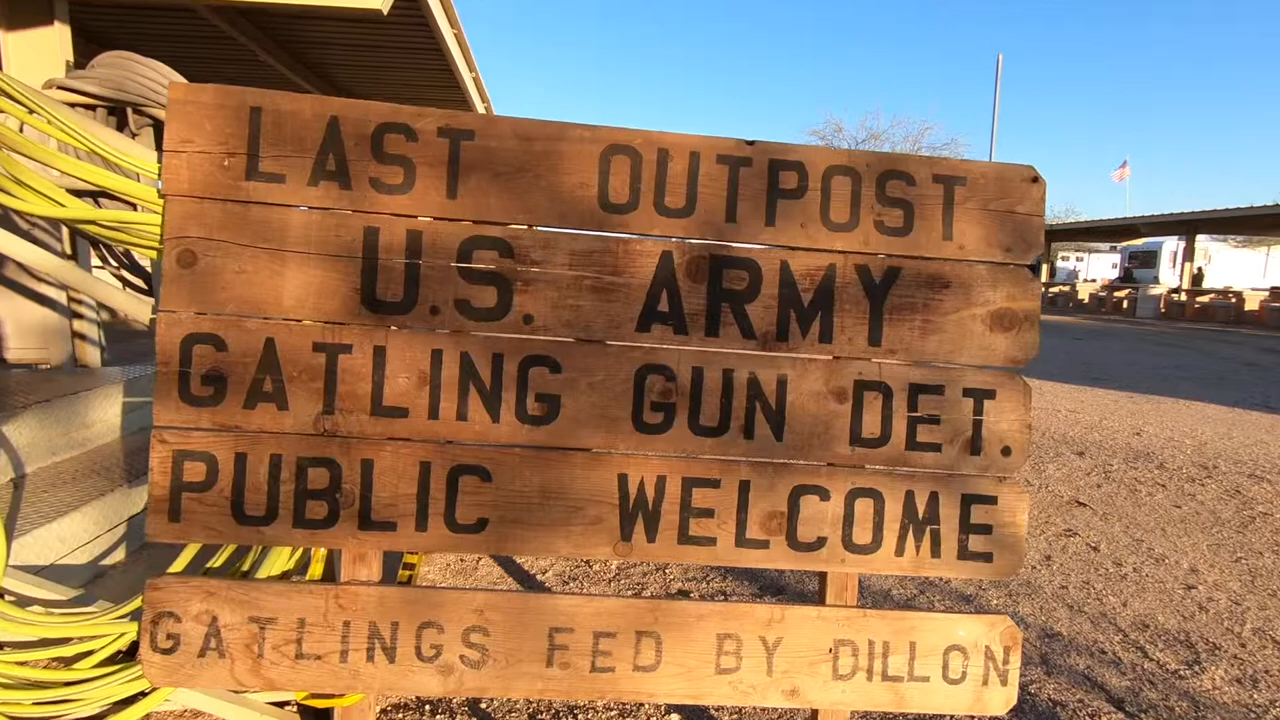 LAST OUTPOST
U.S. ARMY
GATLING GUN DET.
PUBLIC WELCOME
GATLINGS FED BY DILLON